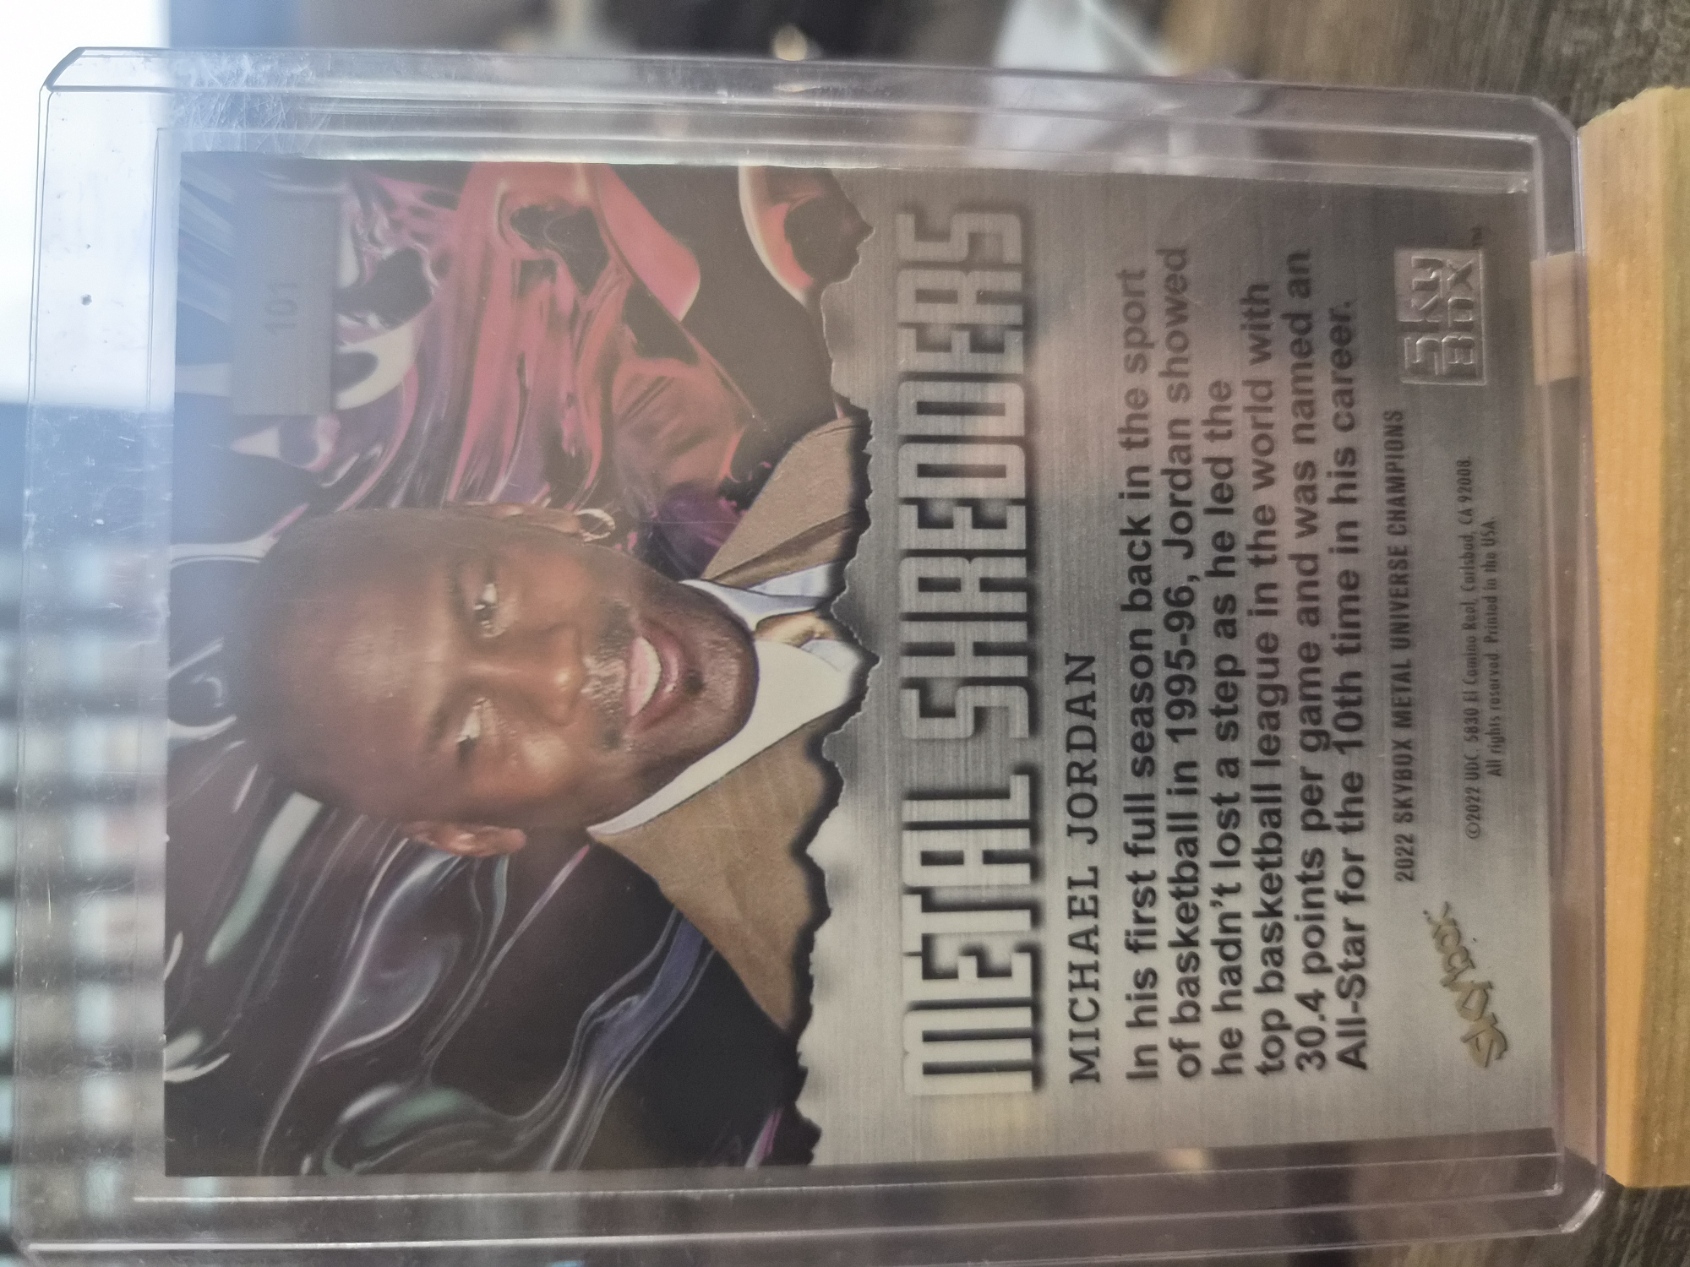 101
METAL SHREDDERS
MICHAEL JORDAN
In his first full season back in the sport
of basketball in 1995-96, Jordan showed
he hadn't lost a step as he led the
top basketball league in the world with
30.4 points per game and was named an
All-Star for the 10th time in his career.
2022 SKYBOX METAL UNIVERSE CHAMPIONS
©2022 UDC. 5830 El Camino Real, Carlsbad, CA 92008.
All rights reserved. Printed in the USA.
Skybox
SKY
BOX
TM